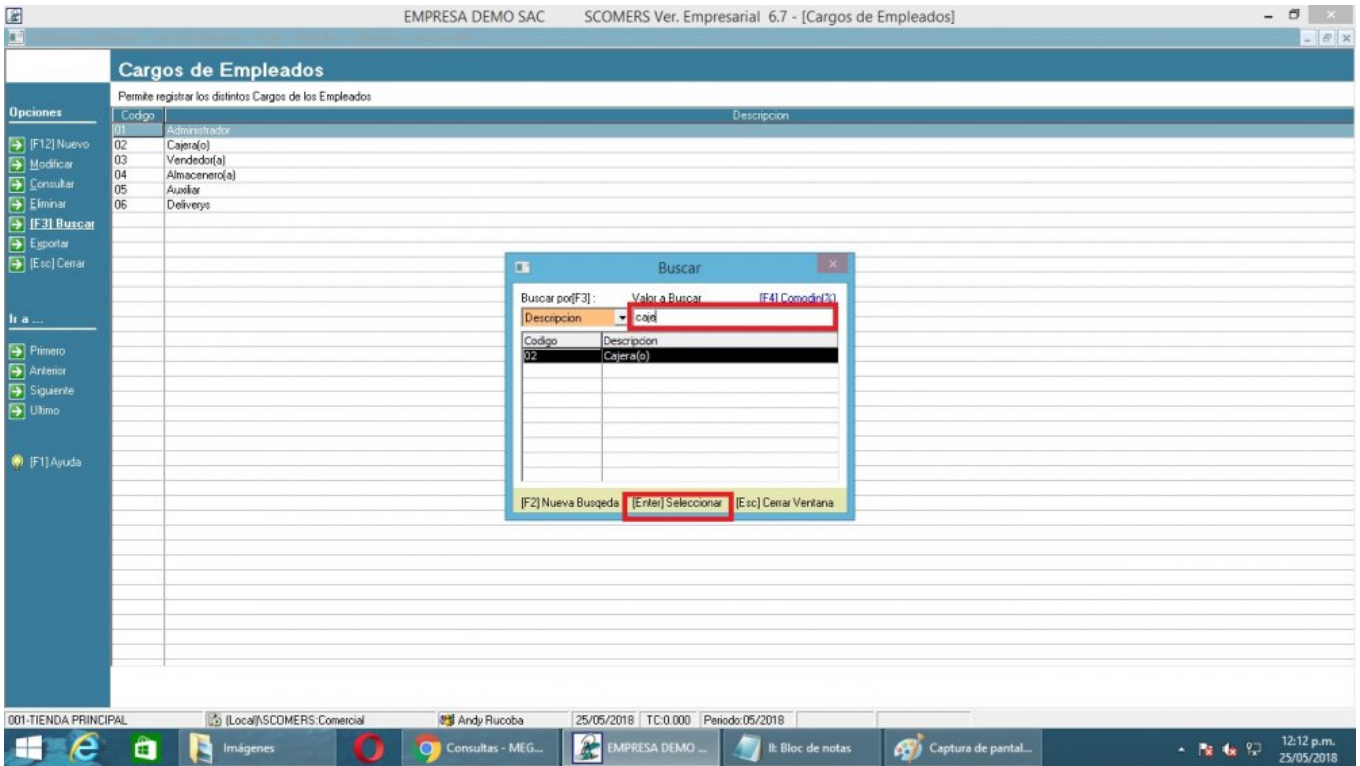 EMPRESA DEMO SAC SCOMERS Ver. Empresarial 6.7 - [Cargos de Empleados]
Cargos de Empleados
Permite registrar los distintos Cargos de los Empleados
Opciones
[F12] Nuevo
Modificar
Consultar
Eliminar
[F3] Buscar
Exportar
[Esc] Cerrar
Ir a ...
Primero
Anterior
Siguiente
Ultimo
[F1] Ayuda
Codigo Descripcion
01 Administrador
02 Cajera(o)
03 Vendedor(a)
04 Almacenero(a)
05 Auxiliar
06 Deliverys
Buscar
Buscar por[F3] : Valor a Buscar [F4] Comodin(%)
Descripcion caje
Codigo Descripcion
02 Cajera(o)
[F2] Nueva Busqeda [Enter] Seleccionar [Esc] Cerrar Ventana
001-TIENDA PRINCIPAL (Local)\SCOMERS:Comercial Andy Rucoba 25/05/2018 TC:0.000 Periodo:05/2018
Imágenes Consultas - MEG... EMPRESA DEMO ... ll: Bloc de notas Captura de pantal... 12:12 p.m.
25/05/2018